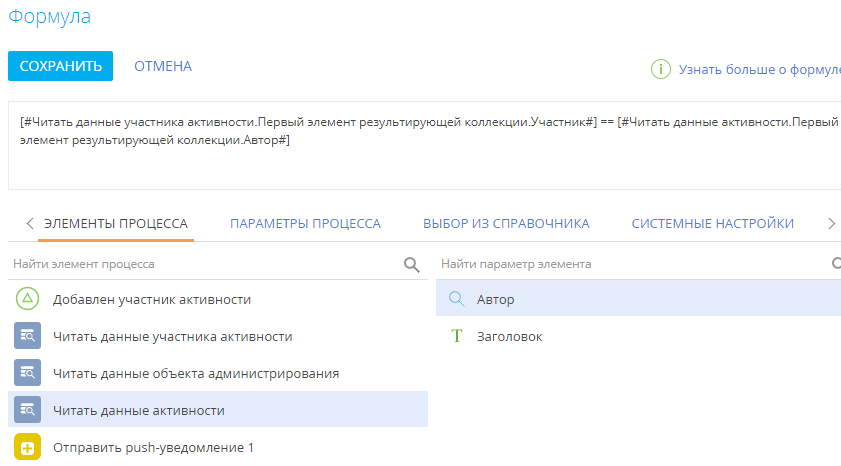 Формула
СОХРАНИТЬ ОТМЕНА
Узнать больше о формуле
[#Читать данные участника активности.Первый элемент результирующей коллекции.Участник#] == [#Читать данные активности.Первый
элемент результирующей коллекции.Автор#]
ЭЛЕМЕНТЫ ПРОЦЕССА ПАРАМЕТРЫ ПРОЦЕССА ВЫБОР ИЗ СПРАВОЧНИКА СИСТЕМНЫЕ НАСТРОЙКИ
Найти элемент процесса Найти параметр элемента
Добавлен участник активности Автор
Читать данные участника активности Заголовок
Читать данные объекта администрирования
Читать данные активности
Отправить push-уведомление 1